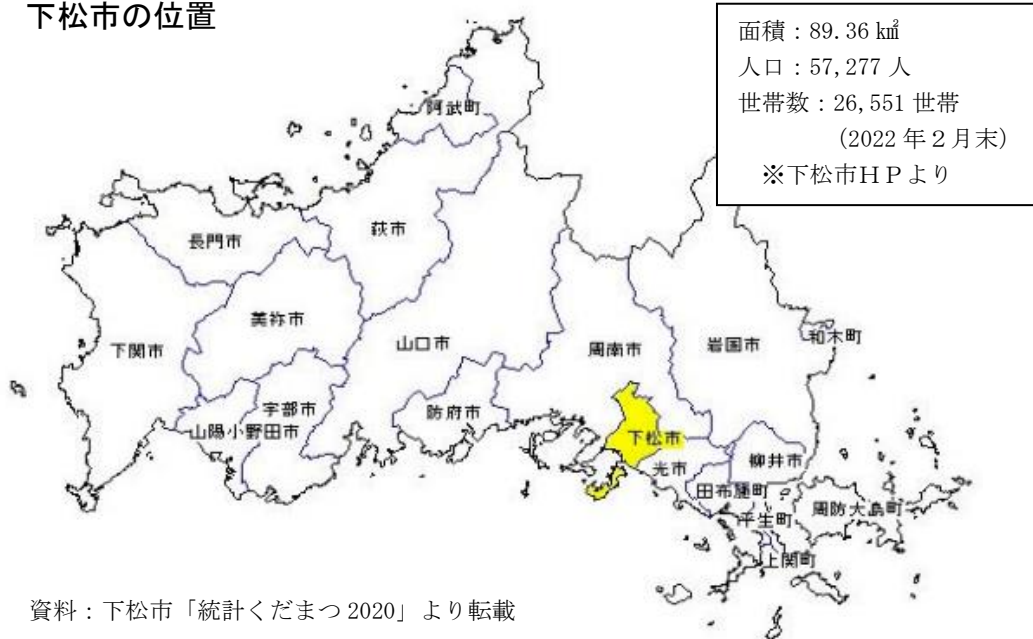 下松市の位置
面積：89.36 ㎢
人口：57,277 人
世帯数：26,551 世帯
(2022 年２月末)
※下松市ＨＰより
阿武町
萩市
長門市
美祢市
下関市
山口市
周南市
岩国市
和木町
宇部市
山陽小野田市
防府市
下松市
光市
柳井市
田布施町
平生町
周防大島町
上関町
資料：下松市「統計くだまつ 2020」より転載